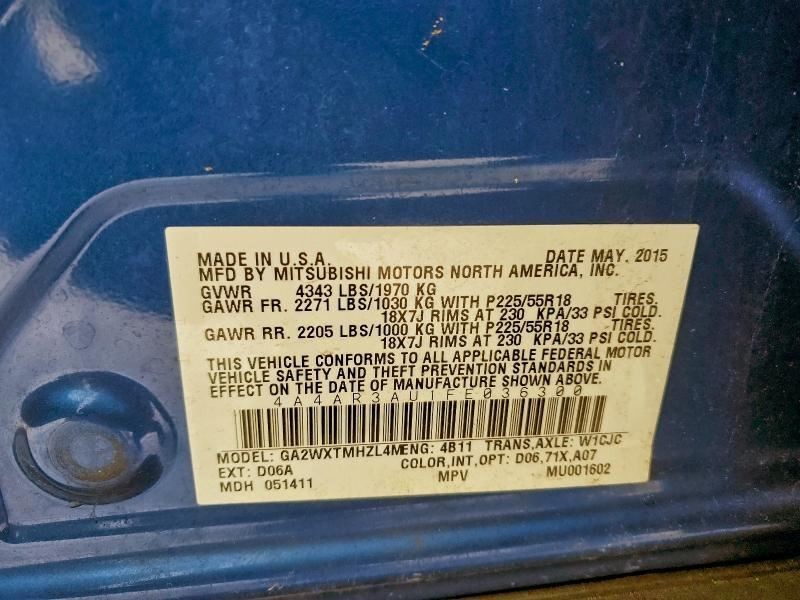 MADE IN U.S.A. DATE MAY. 2015
MFD BY MITSUBISHI MOTORS NORTH AMERICA, INC.
GVWR 4343 LBS/1970 KG
GAWR FR. 2271 LBS/1030 KG WITH P225/55R18 TIRES.
18X7J RIMS AT 230 KPA/33 PSI COLD.
GAWR RR. 2205 LBS/1000 KG WITH P225/55R18 TIRES.
18X7J RIMS AT 230 KPA/33 PSI COLD.
THIS VEHICLE CONFORMS TO ALL APPLICABLE FEDERAL MOTOR
VEHICLE SAFETY AND THEFT PREVENTION STANDARDS IN
EFFECT ON THE DATE OF MANUFACTURE SHOWN ABOVE.
4A4AR3AU1FE036300
MODEL: GA2WXTMHZL4M ENG: 4B11 TRANS,AXLE: W1CJC
EXT: D06A COLOR,INT,OPT: D06,71X,A07
MDH 051411 MPV MU001602